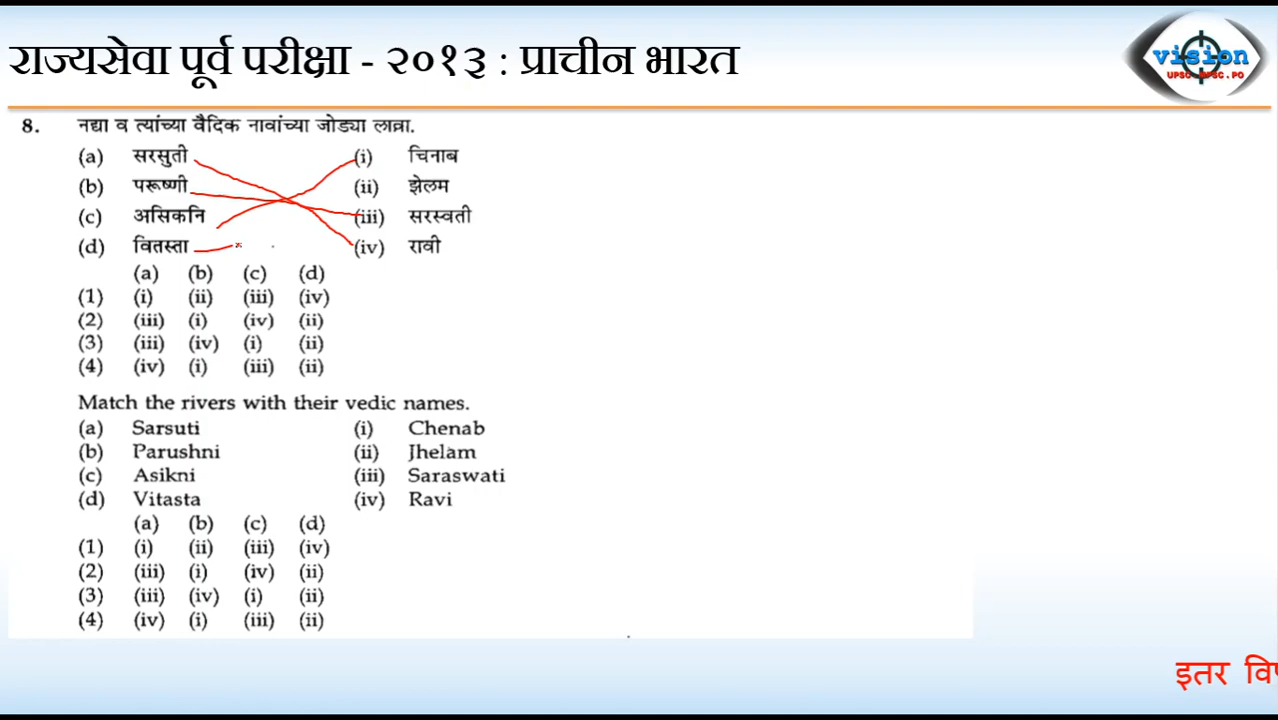 राज्यसेवा पूर्व परीक्षा - २०१३ : प्राचीन भारत
vision
UPSC MPSC . PO
8. नद्या व त्यांच्या वैदिक नावांच्या जोड्या लावा.
(a) सरसुती (i) चिनाब
(b) परूष्णी (ii) झेलम
(c) असिकनि (iii) सरस्वती
(d) वितस्ता (iv) रावी
(a) (b) (c) (d)
(1) (i) (ii) (iii) (iv)
(2) (iii) (i) (iv) (ii)
(3) (iii) (iv) (i) (ii)
(4) (iv) (i) (iii) (ii)
Match the rivers with their vedic names.
(a) Sarsuti (i) Chenab
(b) Parushni (ii) Jhelam
(c) Asikni (iii) Saraswati
(d) Vitasta (iv) Ravi
(a) (b) (c) (d)
(1) (i) (ii) (iii) (iv)
(2) (iii) (i) (iv) (ii)
(3) (iii) (iv) (i) (ii)
(4) (iv) (i) (iii) (ii)
इतर